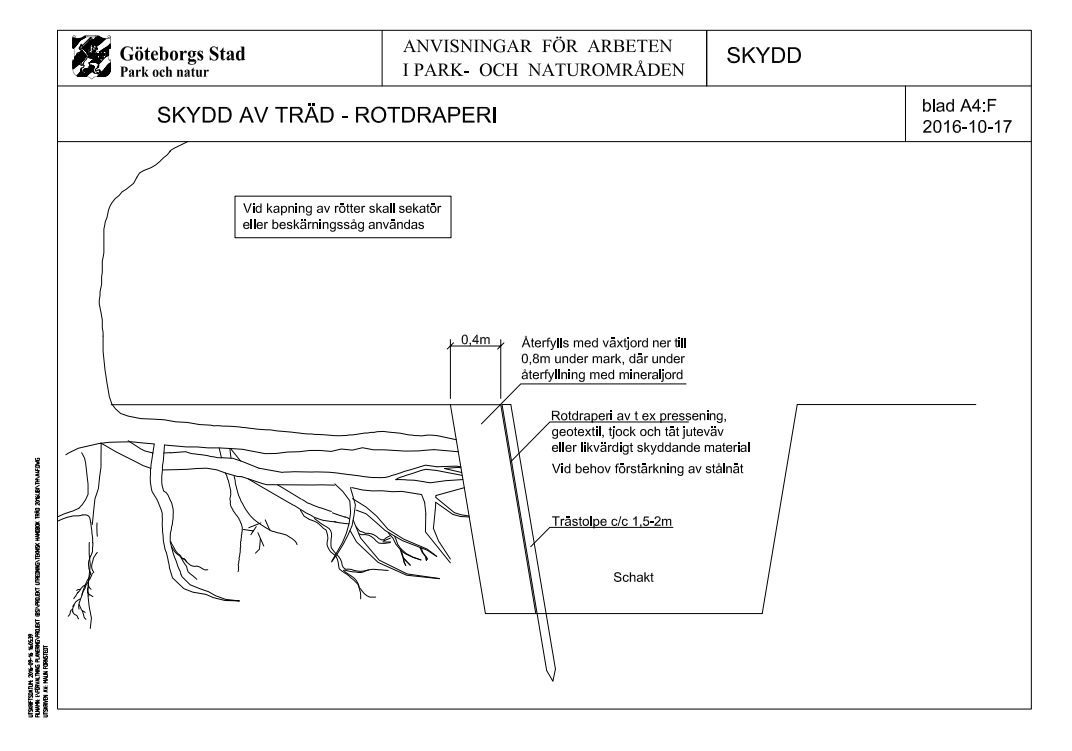 Göteborgs Stad
Park och natur
ANVISNINGAR FÖR ARBETEN
I PARK- OCH NATUROMRÅDEN
SKYDD
SKYDD AV TRÄD - ROTDRAPERI
blad A4:F
2016-10-17
Vid kapning av rötter skall sekatör
eller beskärningssåg användas
0,4m
Återfylls med växtjord ner till
0,8m under mark, där under
återfyllning med mineraljord
Rotdraperi av t ex pressening,
geotextil, tjock och tät juteväv
eller likvärdigt skyddande material
Vid behov förstärkning av stålnät
Trästolpe c/c 1,5-2m
Schakt